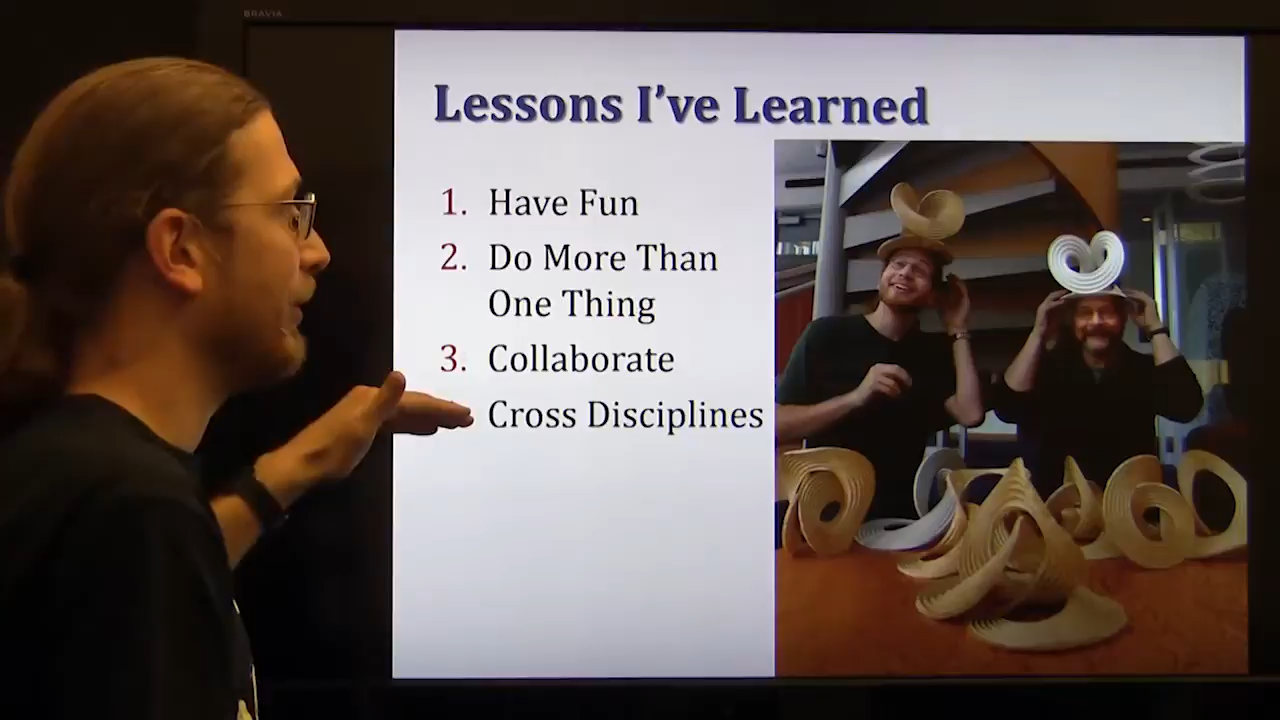 BRAVIA
Lessons I've Learned
1. Have Fun
2. Do More Than
One Thing
3. Collaborate
Cross Disciplines